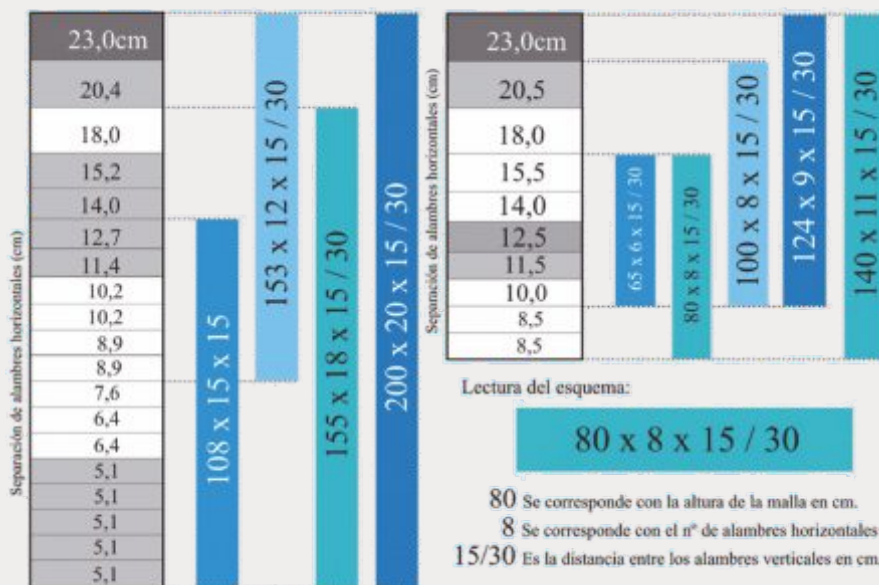 Separación de alambres horizontales (cm)
23,0cm
20,4
18,0
15,2
14,0
12,7
11,4
10,2
10,2
8,9
8,9
7,6
6,4
6,4
5,1
5,1
5,1
5,1
5,1
108 x 15 x 15
153 x 12 x 15 / 30
155 x 18 x 15 / 30
200 x 20 x 15 / 30
Separación de alambres horizontales (cm)
23,0cm
20,5
18,0
15,5
14,0
12,5
11,5
10,0
8,5
8,5
65 x 6 x 15 / 30
80 x 8 x 15 / 30
100 x 8 x 15 / 30
124 x 9 x 15 / 30
140 x 11 x 15 / 30
Lectura del esquema:
80 x 8 x 15 / 30
80 Se corresponde con la altura de la malla en cm.
8 Se corresponde con el nº de alambres horizontales
15/30 Es la distancia entre los alambres verticales en cm.